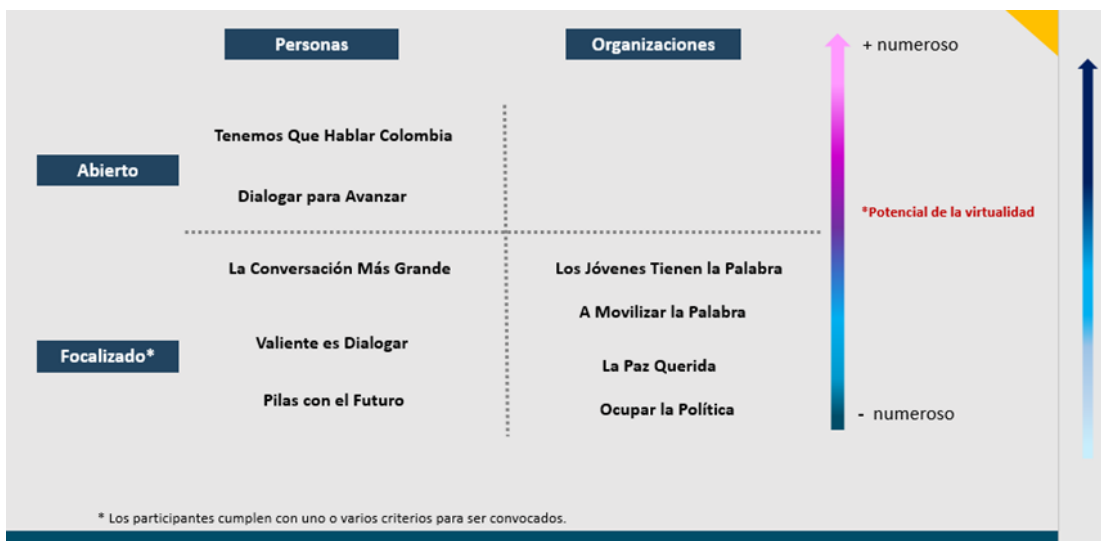 Personas
Organizaciones
+ numeroso
Tenemos Que Hablar Colombia
Abierto
Dialogar para Avanzar
*Potencial de la virtualidad
La Conversación Más Grande
Los Jóvenes Tienen la Palabra
A Movilizar la Palabra
Valiente es Dialogar
Focalizado*
La Paz Querida
Pilas con el Futuro
Ocupar la Política
- numeroso
* Los participantes cumplen con uno o varios criterios para ser convocados.